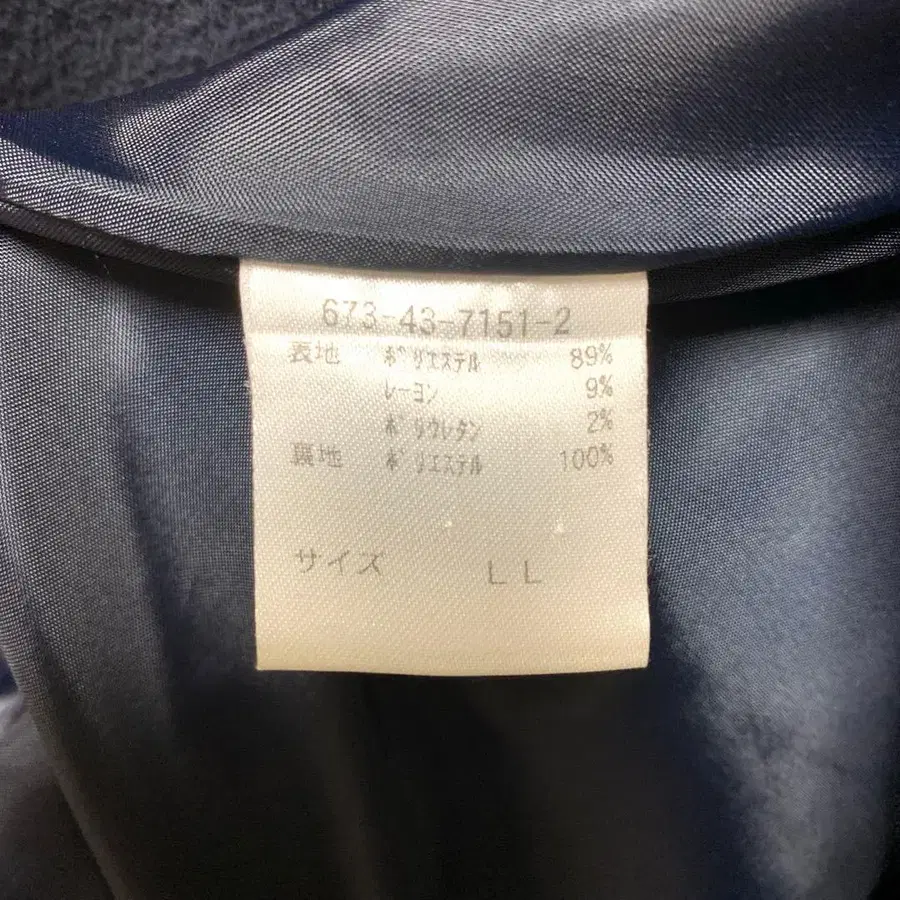 673-43-7151-2
表地 ポリエステル 89%
レーヨン 9%
ポリウレタン 2%
裏地 ポリエステル 100%
サイズ LL